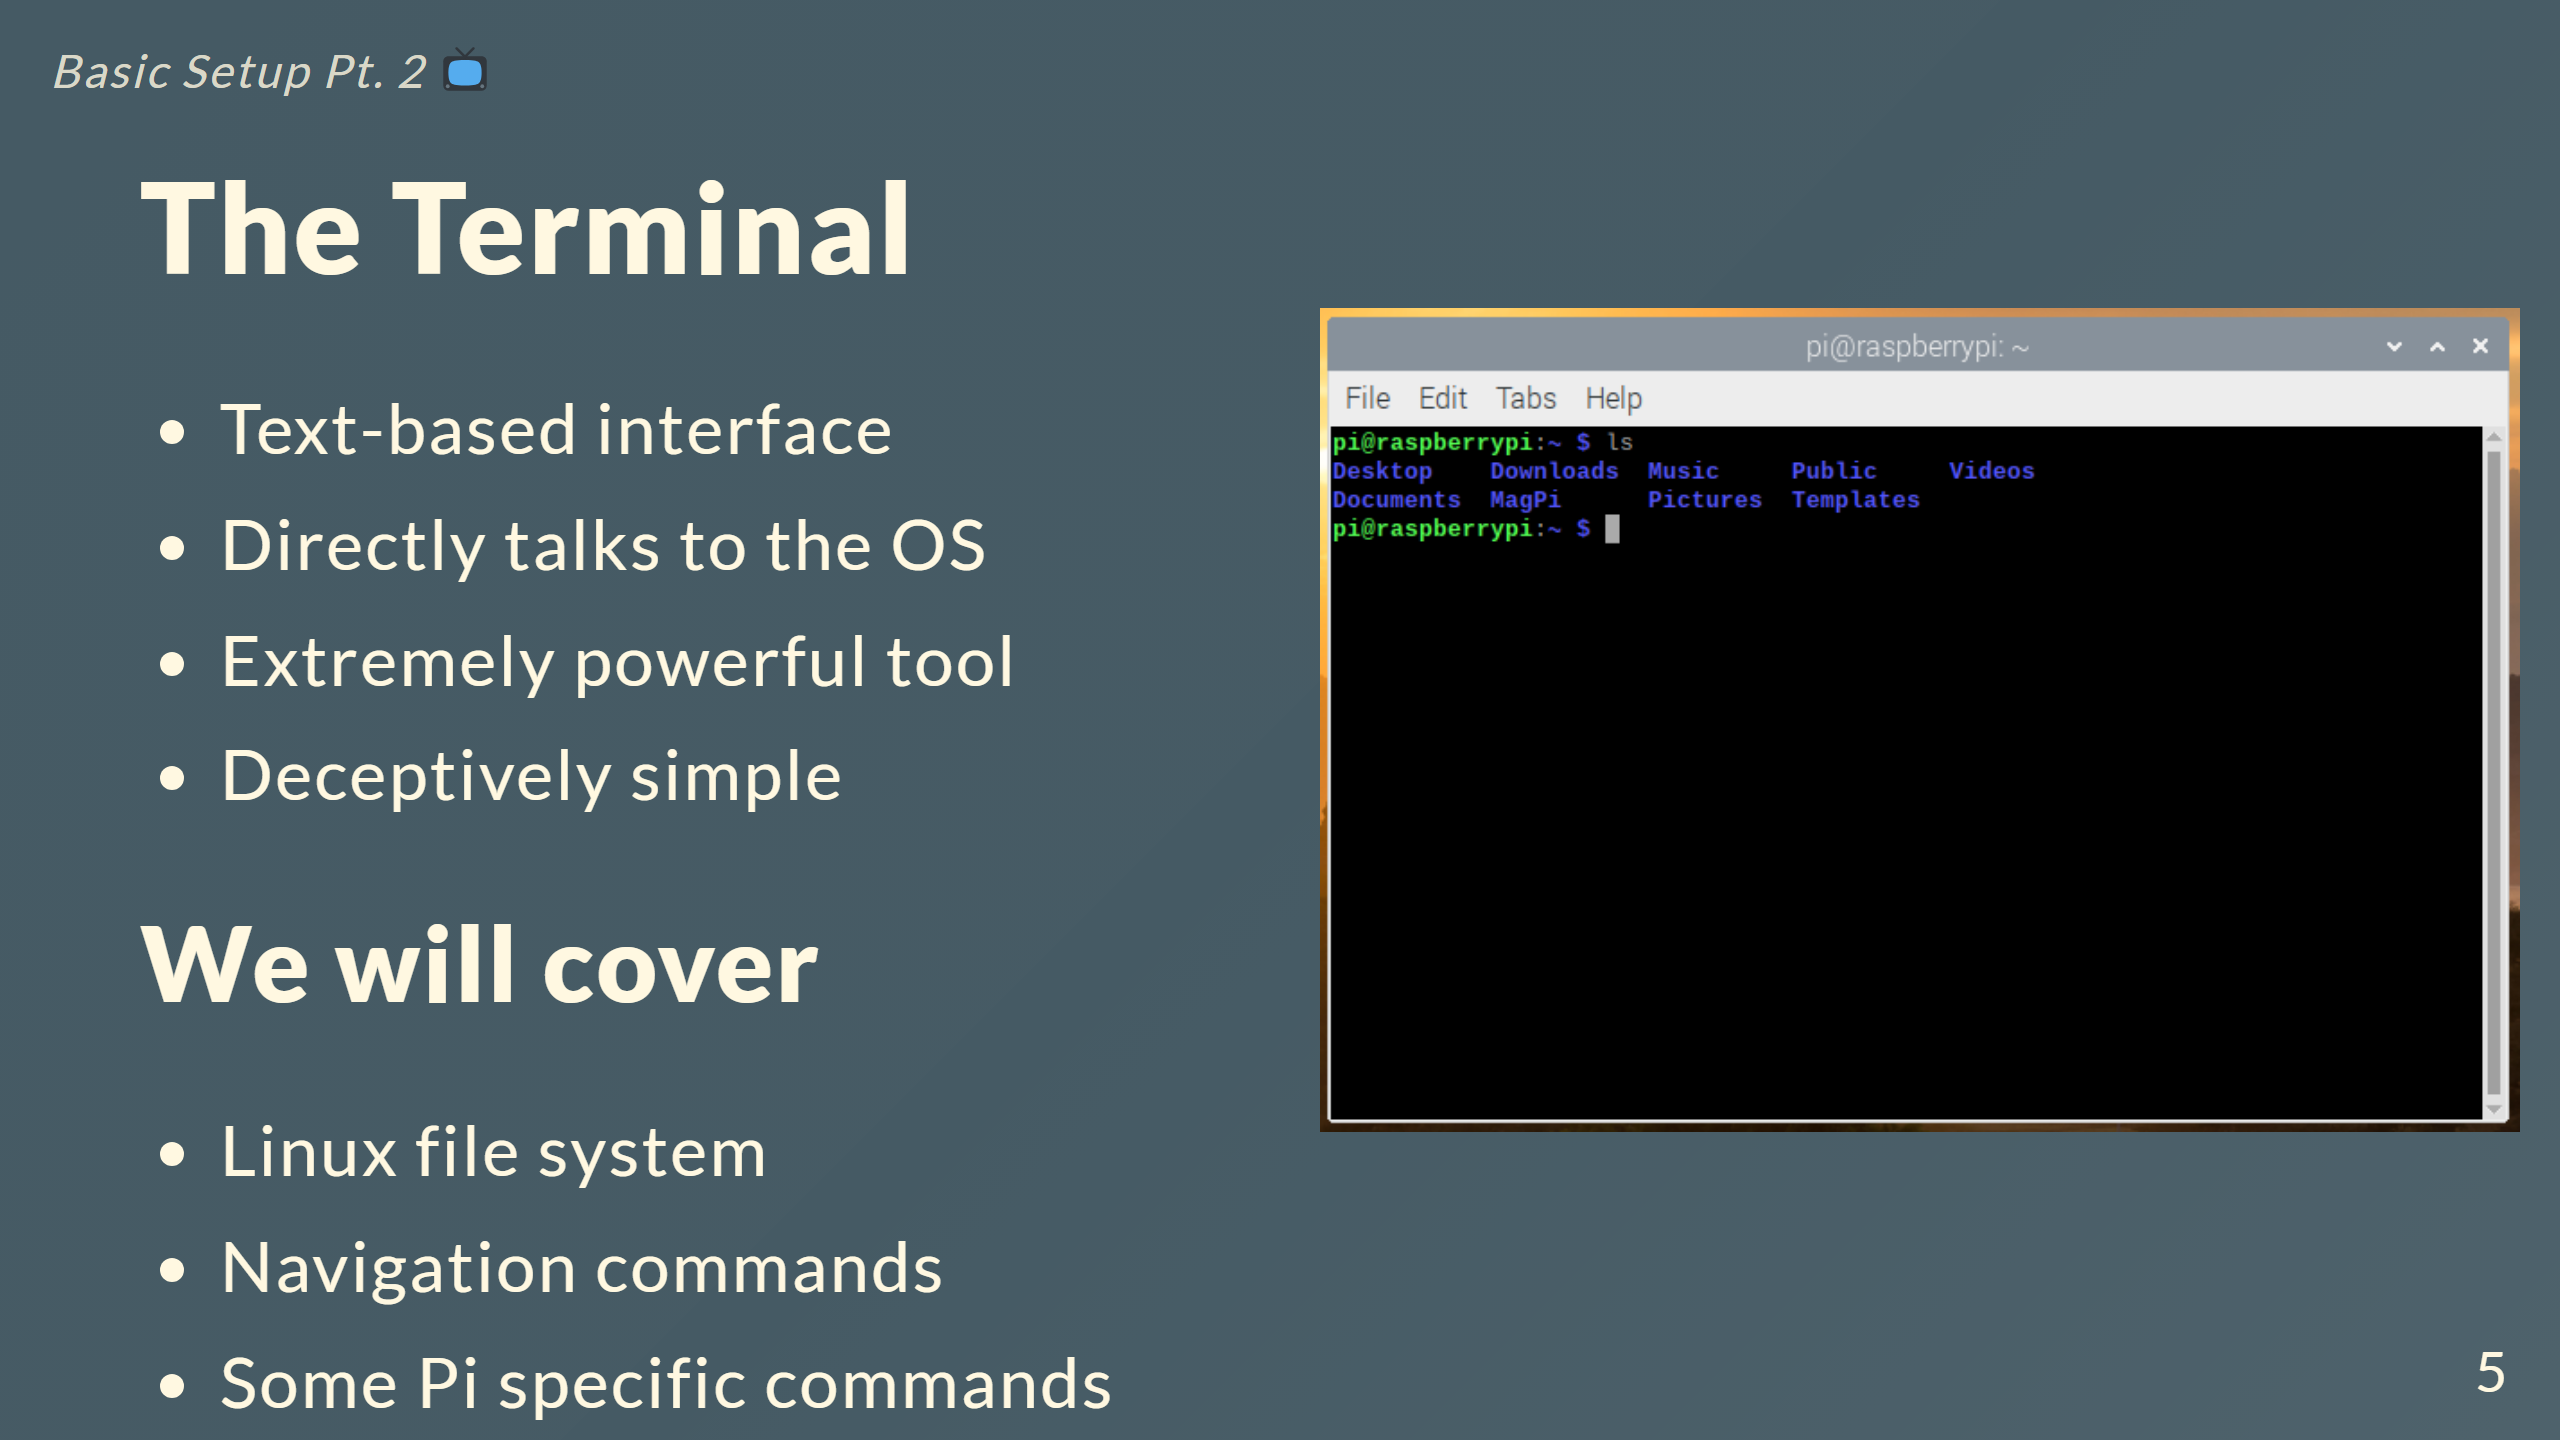 Basic Setup Pt. 2 📺
The Terminal
• Text-based interface
• Directly talks to the OS
• Extremely powerful tool
• Deceptively simple
We will cover
• Linux file system
• Navigation commands
• Some Pi specific commands
pi@raspberrypi: ~
File Edit Tabs Help
pi@raspberrypi:~ $ ls
Desktop Downloads Music Public Videos
Documents MagPi Pictures Templates
pi@raspberrypi:~ $
5